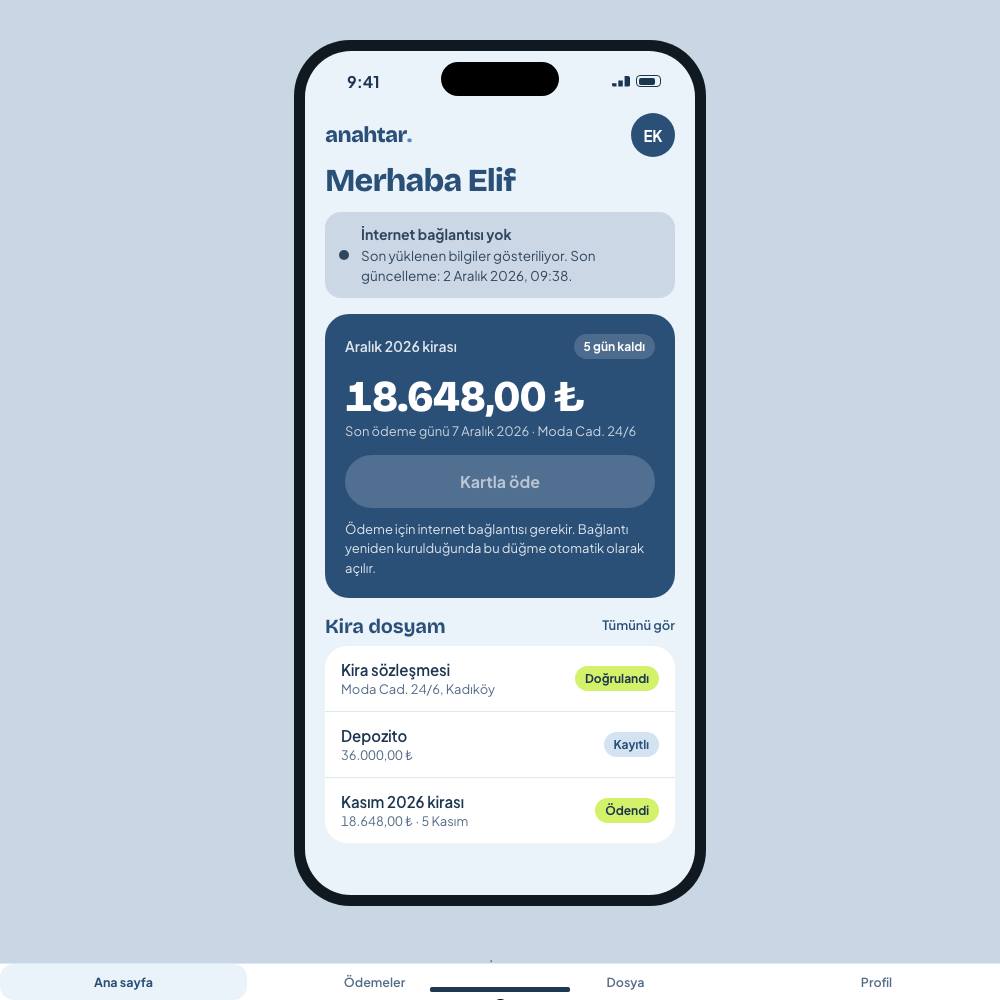 9:41
anahtar.
EK
Merhaba Elif
İnternet bağlantısı yok
Son yüklenen bilgiler gösteriliyor. Son
güncelleme: 2 Aralık 2026, 09:38.
Aralık 2026 kirası
5 gün kaldı
18.648,00 ₺
Son ödeme günü 7 Aralık 2026 · Moda Cad. 24/6
Kartla öde
Ödeme için internet bağlantısı gerekir. Bağlantı
yeniden kurulduğunda bu düğme otomatik olarak
açılır.
Kira dosyam
Tümünü gör
Kira sözleşmesi
Doğrulandı
Moda Cad. 24/6, Kadıköy
Depozito
Kayıtlı
36.000,00 ₺
Kasım 2026 kirası
Ödendi
18.648,00 ₺ · 5 Kasım
Ana sayfa
Ödemeler
Dosya
Profil